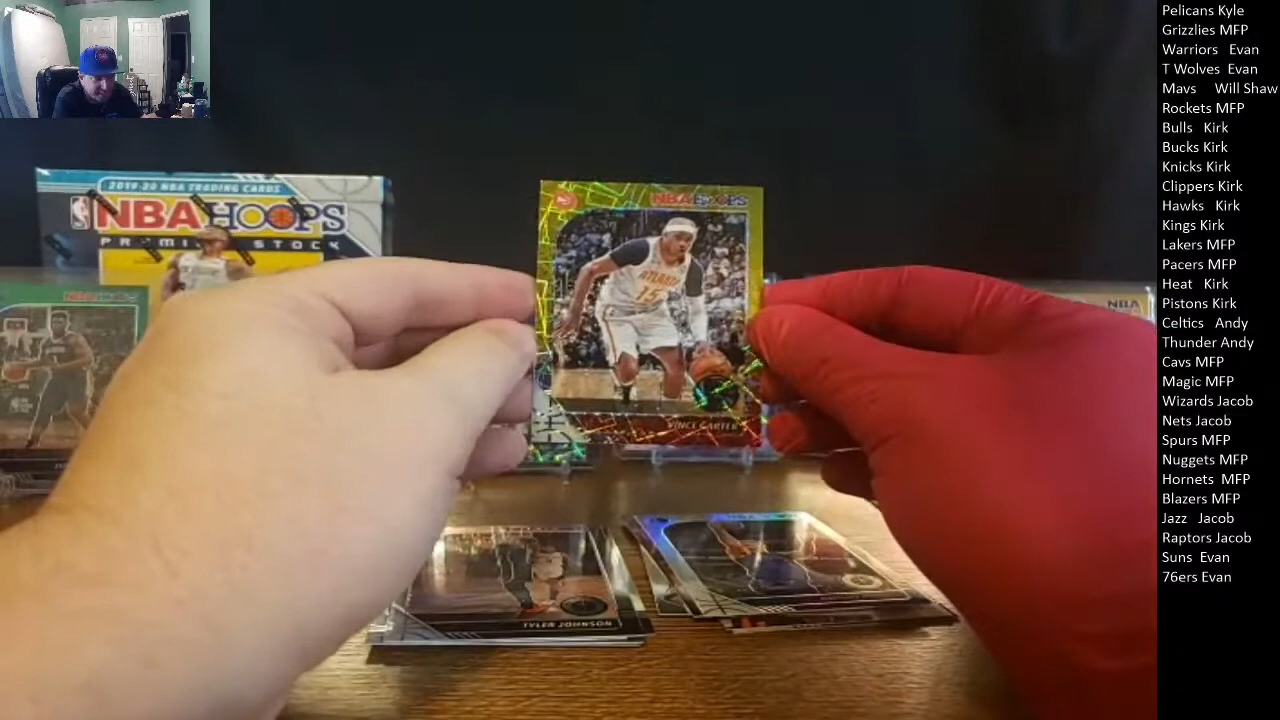 2019-20 NBA TRADING CARDS
NBA HOOPS
PREMIUM STOCK
NBA HOOPS
ATLANTA
15
VINCE CARTER
TYLER JOHNSON
NBA
Pelicans Kyle
Grizzlies MFP
Warriors Evan
T Wolves Evan
Mavs Will Shaw
Rockets MFP
Bulls Kirk
Bucks Kirk
Knicks Kirk
Clippers Kirk
Hawks Kirk
Kings Kirk
Lakers MFP
Pacers MFP
Heat Kirk
Pistons Kirk
Celtics Andy
Thunder Andy
Cavs MFP
Magic MFP
Wizards Jacob
Nets Jacob
Spurs MFP
Nuggets MFP
Hornets MFP
Blazers MFP
Jazz Jacob
Raptors Jacob
Suns Evan
76ers Evan